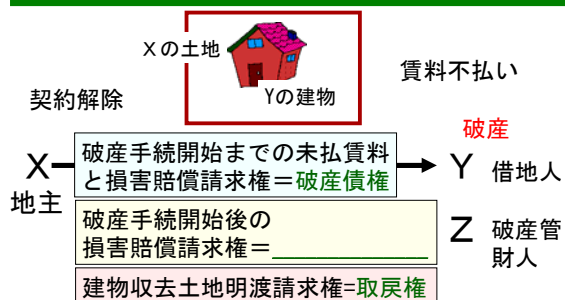 Xの土地
Yの建物
賃料不払い
契約解除
破産
X
地主
破産手続開始までの未払賃料
と損害賠償請求権＝破産債権
Y 借地人
破産手続開始後の
損害賠償請求権＝__________
Z 破産管
財人
建物収去土地明渡請求権=取戻権